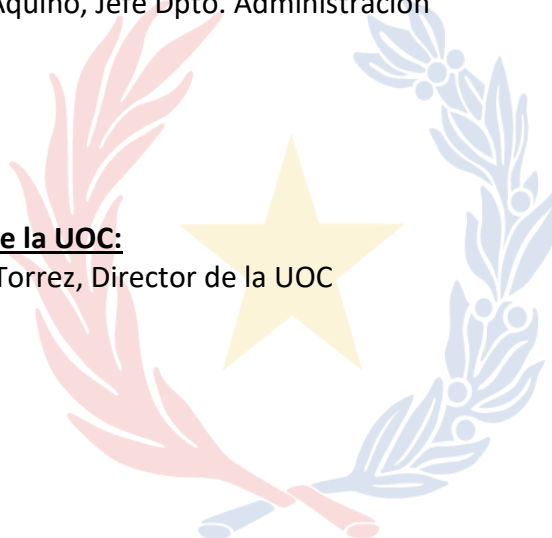 Aquino, Jefe Dpto. Administración
e la UOC:
Torrez, Director de la UOC